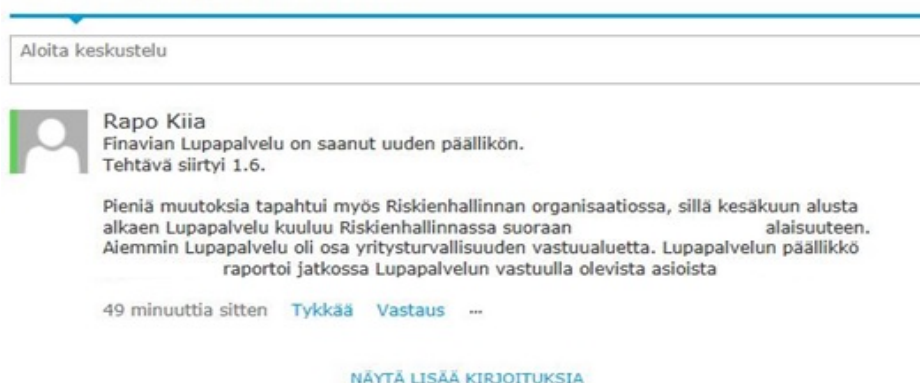 Aloita keskustelu
Rapo Kiia
Finavian Lupapalvelu on saanut uuden päällikön.
Tehtävä siirtyi 1.6.
Pieniä muutoksia tapahtui myös Riskienhallinnan organisaatiossa, sillä kesäkuun alusta
alkaen Lupapalvelu kuuluu Riskienhallinnassa suoraan alaisuuteen.
Aiemmin Lupapalvelu oli osa yritysturvallisuuden vastuualuetta. Lupapalvelun päällikkö
raportoi jatkossa Lupapalvelun vastuulla olevista asioista
49 minuuttia sitten Tykkää Vastaus ...
NÄYTÄ LISÄÄ KIRJOITUKSIA